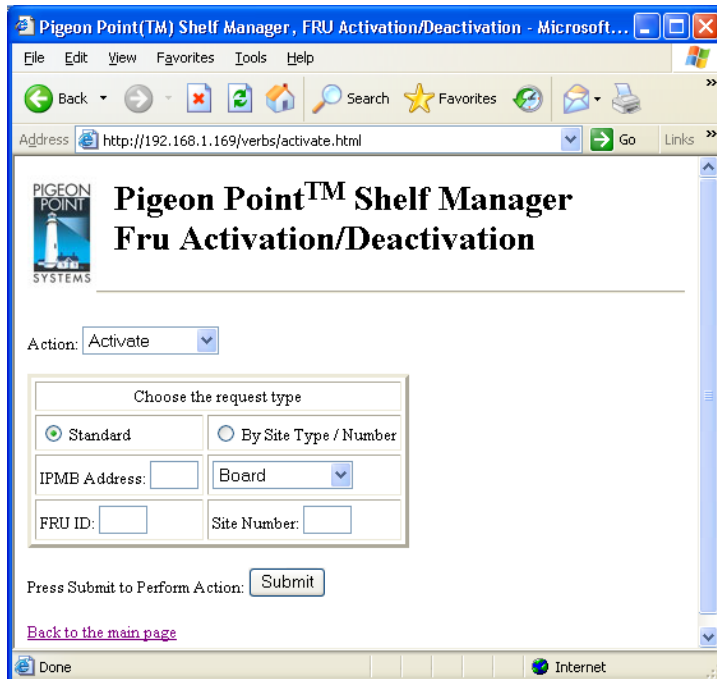 Pigeon Point(TM) Shelf Manager, FRU Activation/Deactivation - Microsoft...
File Edit View Favorites Tools Help
Back Search Favorites »
Address http://192.168.1.169/verbs/activate.html Go Links »
PIGEON
POINT
SYSTEMS
Pigeon Point™ Shelf Manager
Fru Activation/Deactivation
Action: Activate
Choose the request type
Standard By Site Type / Number
IPMB Address: Board
FRU ID: Site Number:
Press Submit to Perform Action: Submit
Back to the main page
Done Internet